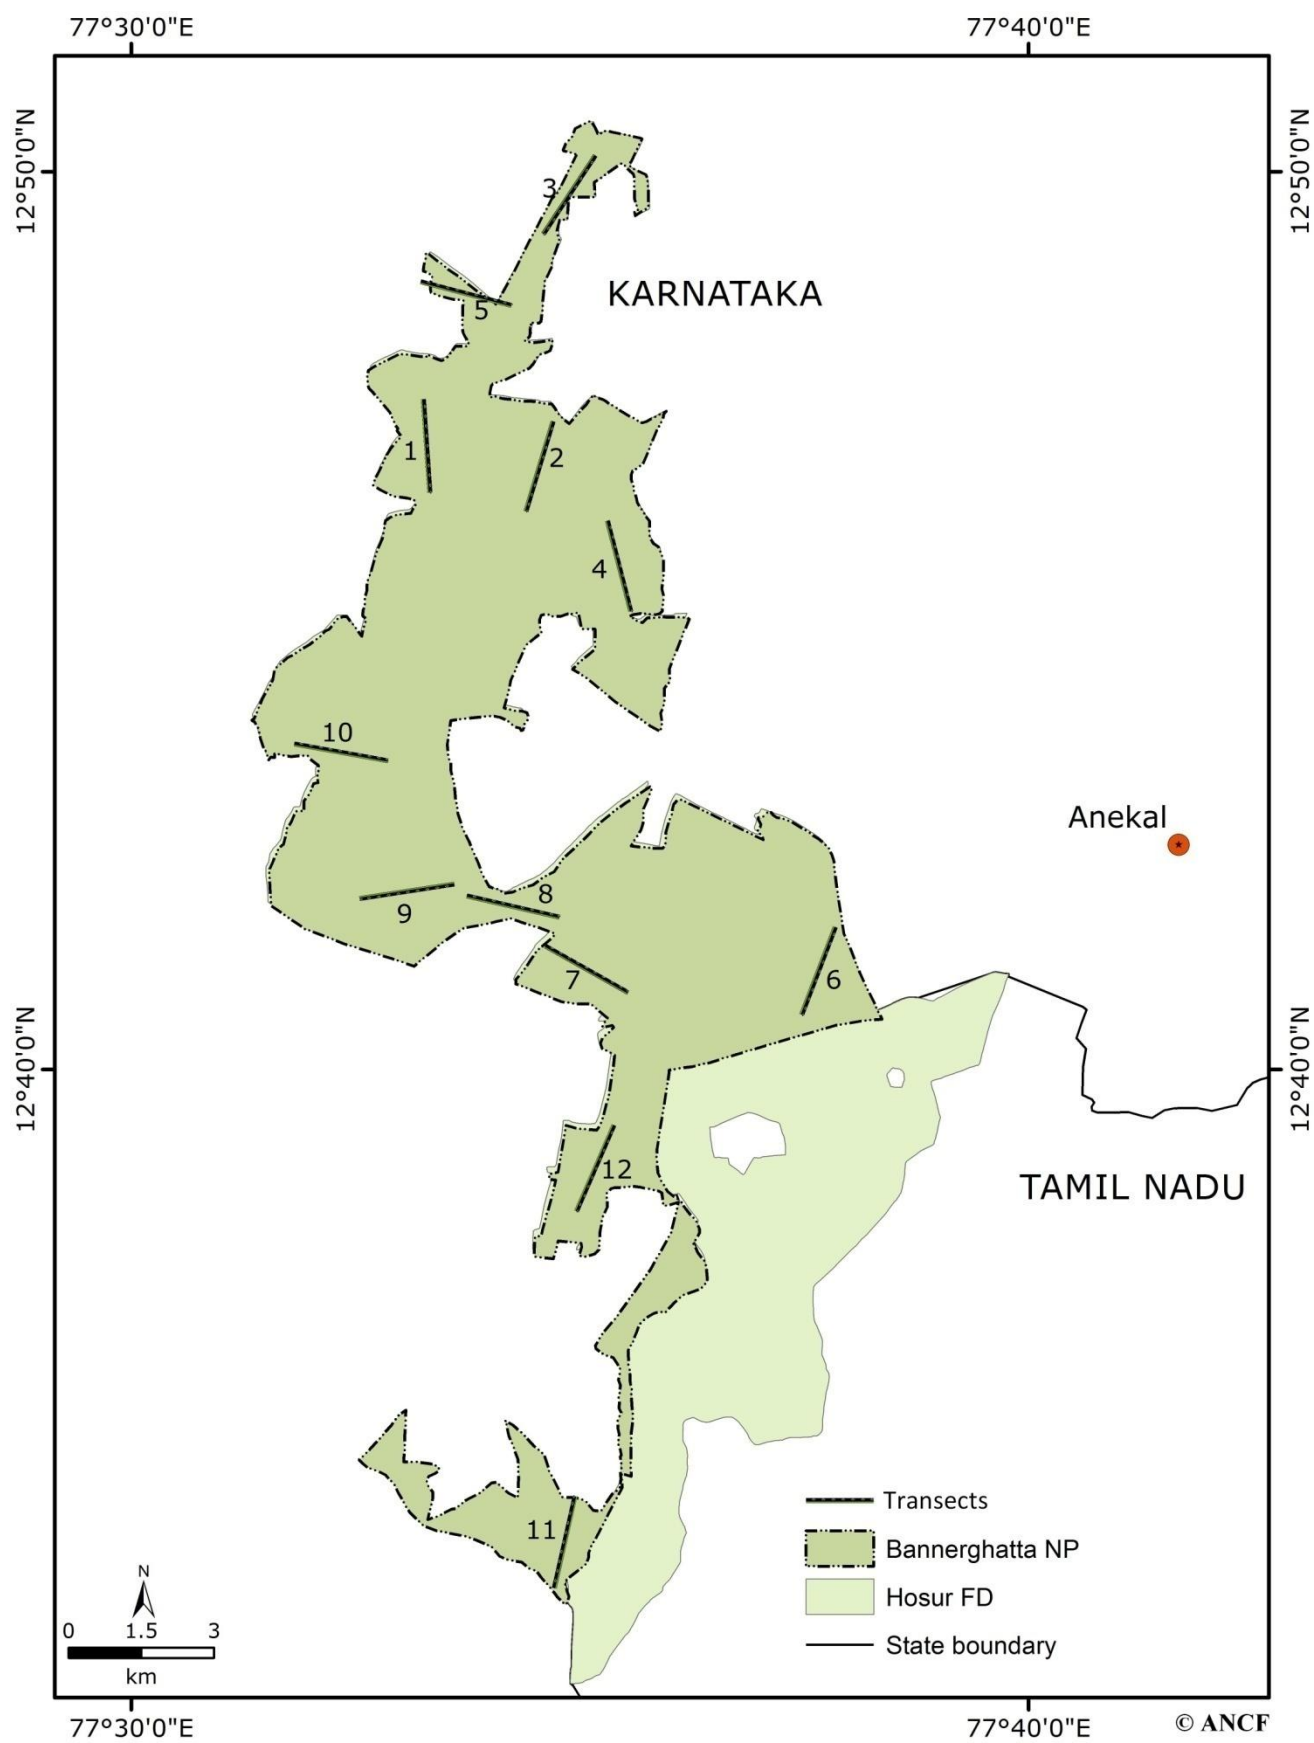 77°30'0"E
77°40'0"E
12°50'0"N
12°50'0"N
3
KARNATAKA
5
1
2
4
10
Anekal
8
9
7
6
12°40'0"N
12°40'0"N
12
TAMIL NADU
11
Transects
Bannerghatta NP
Hosur FD
State boundary
N
0 1.5 3
km
77°30'0"E
77°40'0"E
© ANCF